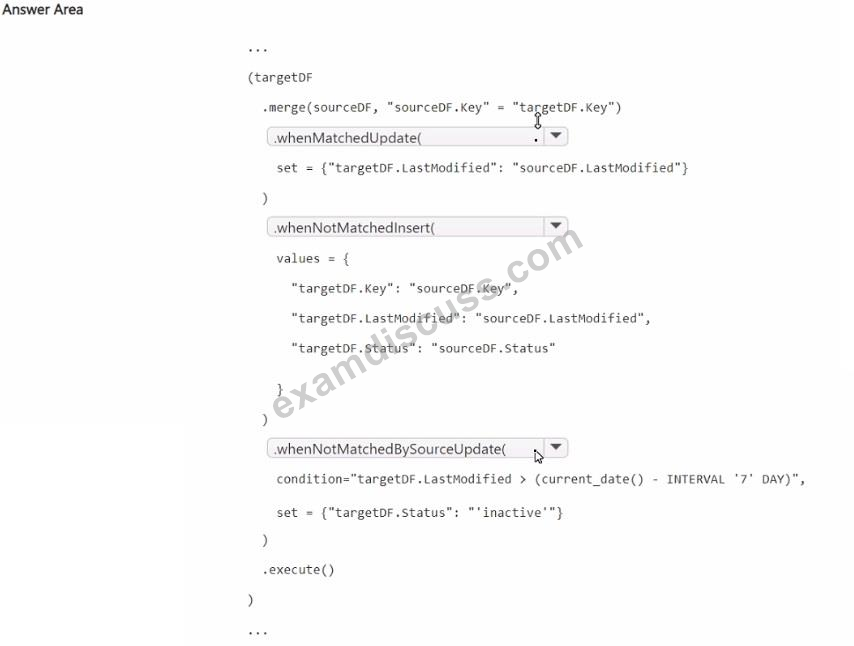 Answer Area
...
(targetDF
.merge(sourceDF, "sourceDF.Key" = "targetDF.Key")
.whenMatchedUpdate(
set = {"targetDF.LastModified": "sourceDF.LastModified"}
)
.whenNotMatchedInsert(
values = {
"targetDF.Key": "sourceDF.Key",
"targetDF.LastModified": "sourceDF.LastModified",
"targetDF.Status": "sourceDF.Status"
}
)
.whenNotMatchedBySourceUpdate(
condition="targetDF.LastModified > (current_date() - INTERVAL '7' DAY)",
set = {"targetDF.Status": "'inactive'"}
)
.execute()
)
...
examdiscuss.com